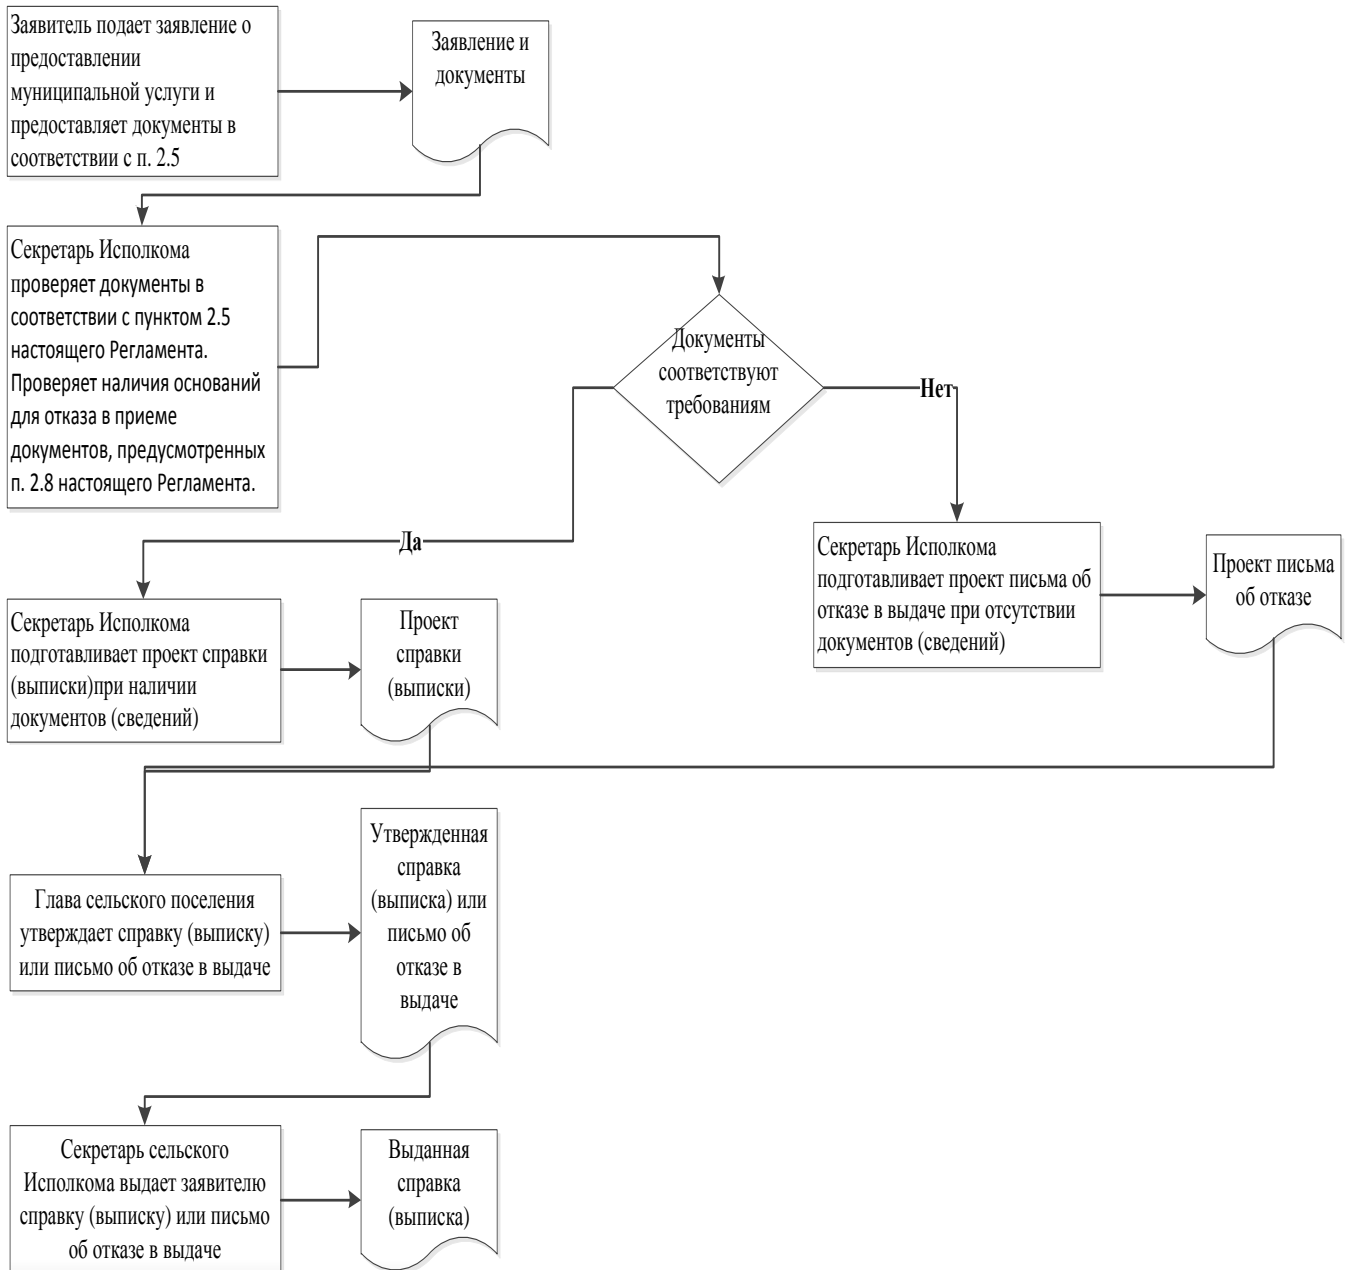 Заявитель подает заявление о
предоставлении
муниципальной услуги и
предоставляет документы в
соответствии с п. 2.5
Заявление и
документы
Секретарь Исполкома
проверяет документы в
соответствии с пунктом 2.5
настоящего Регламента.
Проверяет наличия оснований
для отказа в приеме
документов, предусмотренных
п. 2.8 настоящего Регламента.
Документы
соответствуют
требованиям
Нет
Да
Секретарь Исполкома
подготавливает проект письма об
отказе в выдаче при отсутствии
документов (сведений)
Проект письма
об отказе
Секретарь Исполкома
подготавливает проект справки
(выписки)при наличии
документов (сведений)
Проект
справки
(выписки)
Глава сельского поселения
утверждает справку (выписку)
или письмо об отказе в выдаче
Утвержденная
справка
(выписка) или
письмо об
отказе в
выдаче
Секретарь сельского
Исполкома выдает заявителю
справку (выписку) или письмо
об отказе в выдаче
Выданная
справка
(выписка)